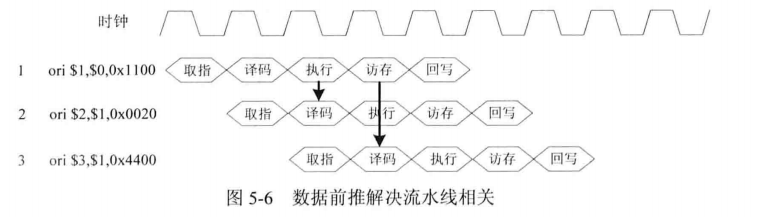 时钟
1 ori $1,$0,0x1100 取指 译码 执行 访存 回写
2 ori $2,$1,0x0020 取指 译码 执行 访存 回写
3 ori $3,$1,0x4400 取指 译码 执行 访存 回写
图 5-6 数据前推解决流水线相关